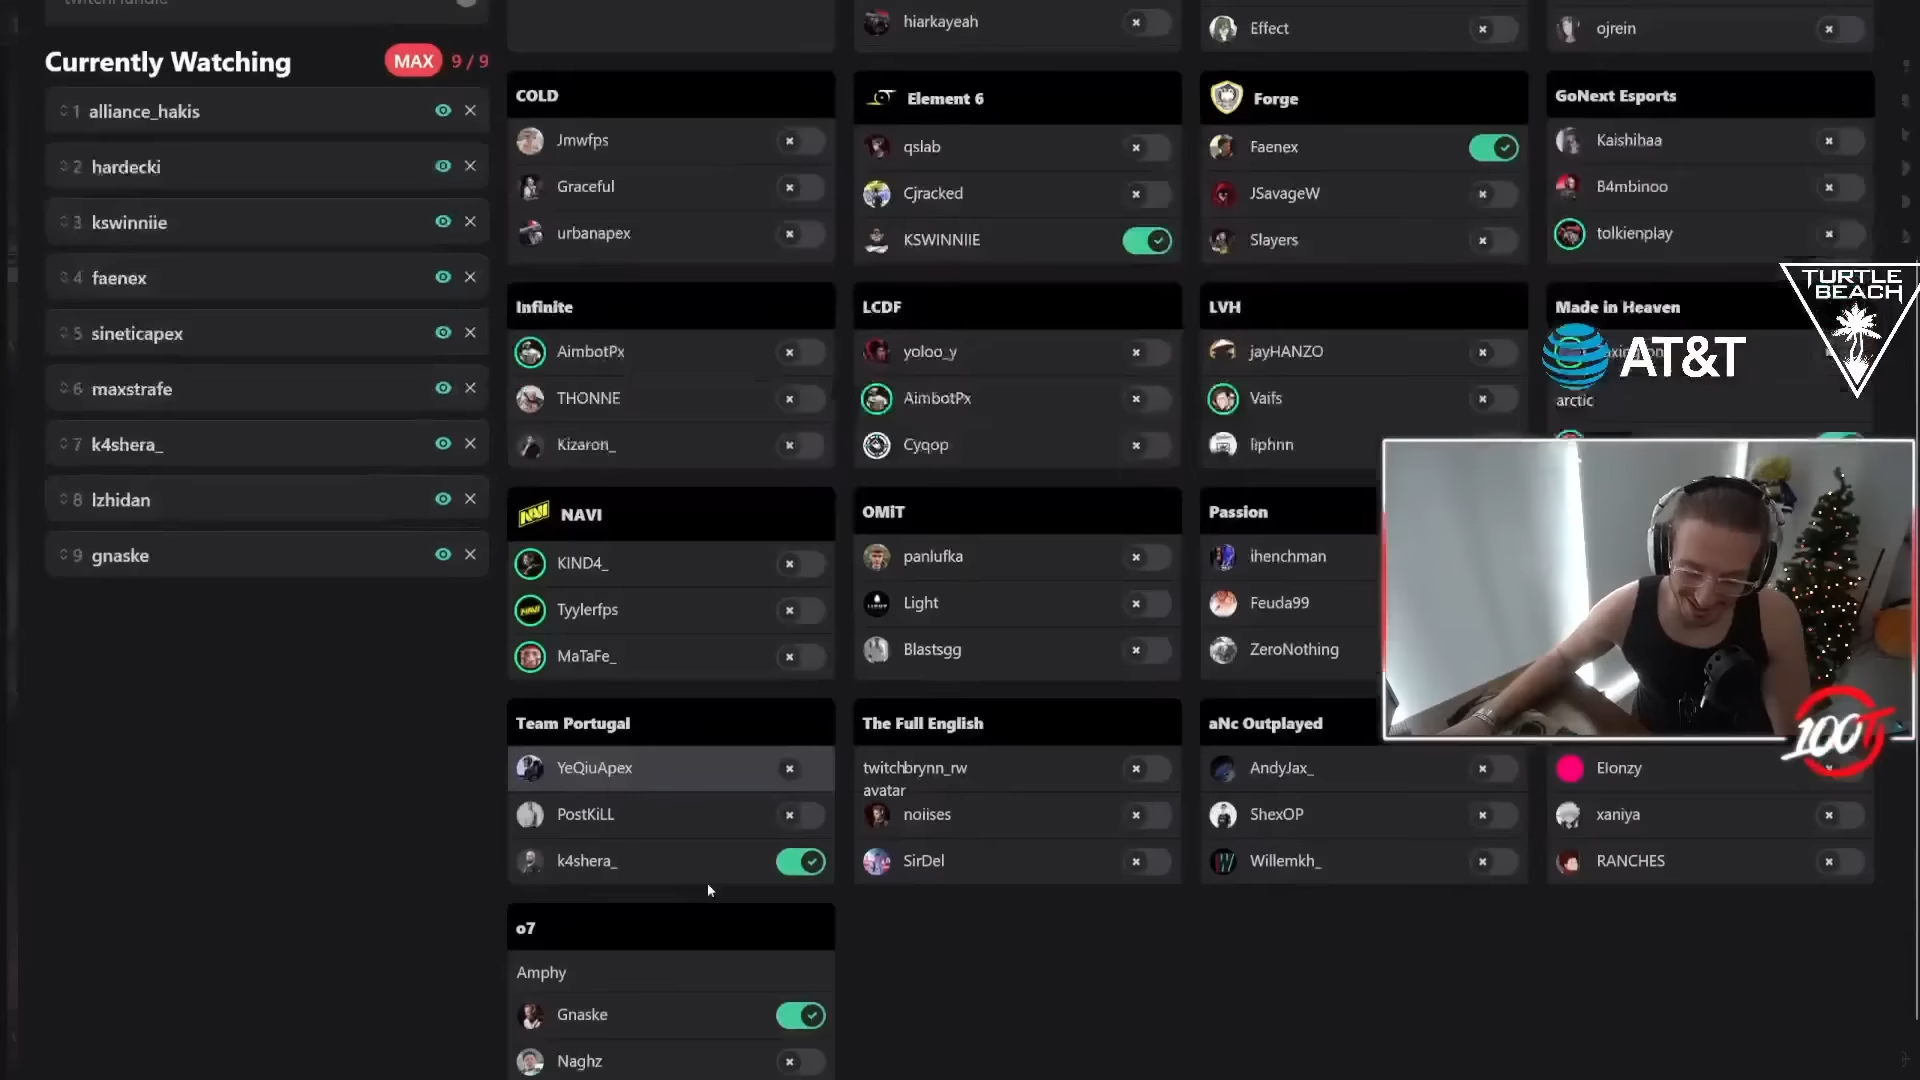 twitchHandle
Currently Watching
MAX 9 / 9
1 alliance_hakis
2 hardecki
3 kswinniie
4 faenex
5 sineticapex
6 maxstrafe
7 k4shera_
8 lzhidan
9 gnaske
hiarkayeah
Effect
ojrein
COLD
Jmwfps
Graceful
urbanapex
Element 6
qslab
Cjracked
KSWINNIIE
Forge
Faenex
JSavageW
Slayers
GoNext Esports
Kaishihaa
B4mbinoo
tolkienplay
Infinite
AimbotPx
THONNE
Kizaron_
LCDF
yoloo_y
AimbotPx
Cyqop
LVH
jayHANZO
Vaifs
liphnn
Made in Heaven
arctic
AT&T
TURTLE
BEACH
NAVI
KIND4_
Tyylerfps
MaTaFe_
OMiT
panlufka
Light
Blastsgg
Passion
ihenchman
Feuda99
ZeroNothing
Team Portugal
YeQiuApex
PostKiLL
k4shera_
The Full English
twitchbrynn_rw
avatar
noiises
SirDel
aNc Outplayed
AndyJax_
ShexOP
Willemkh_
Elonzy
xaniya
RANCHES
100T
o7
Amphy
Gnaske
Naghz